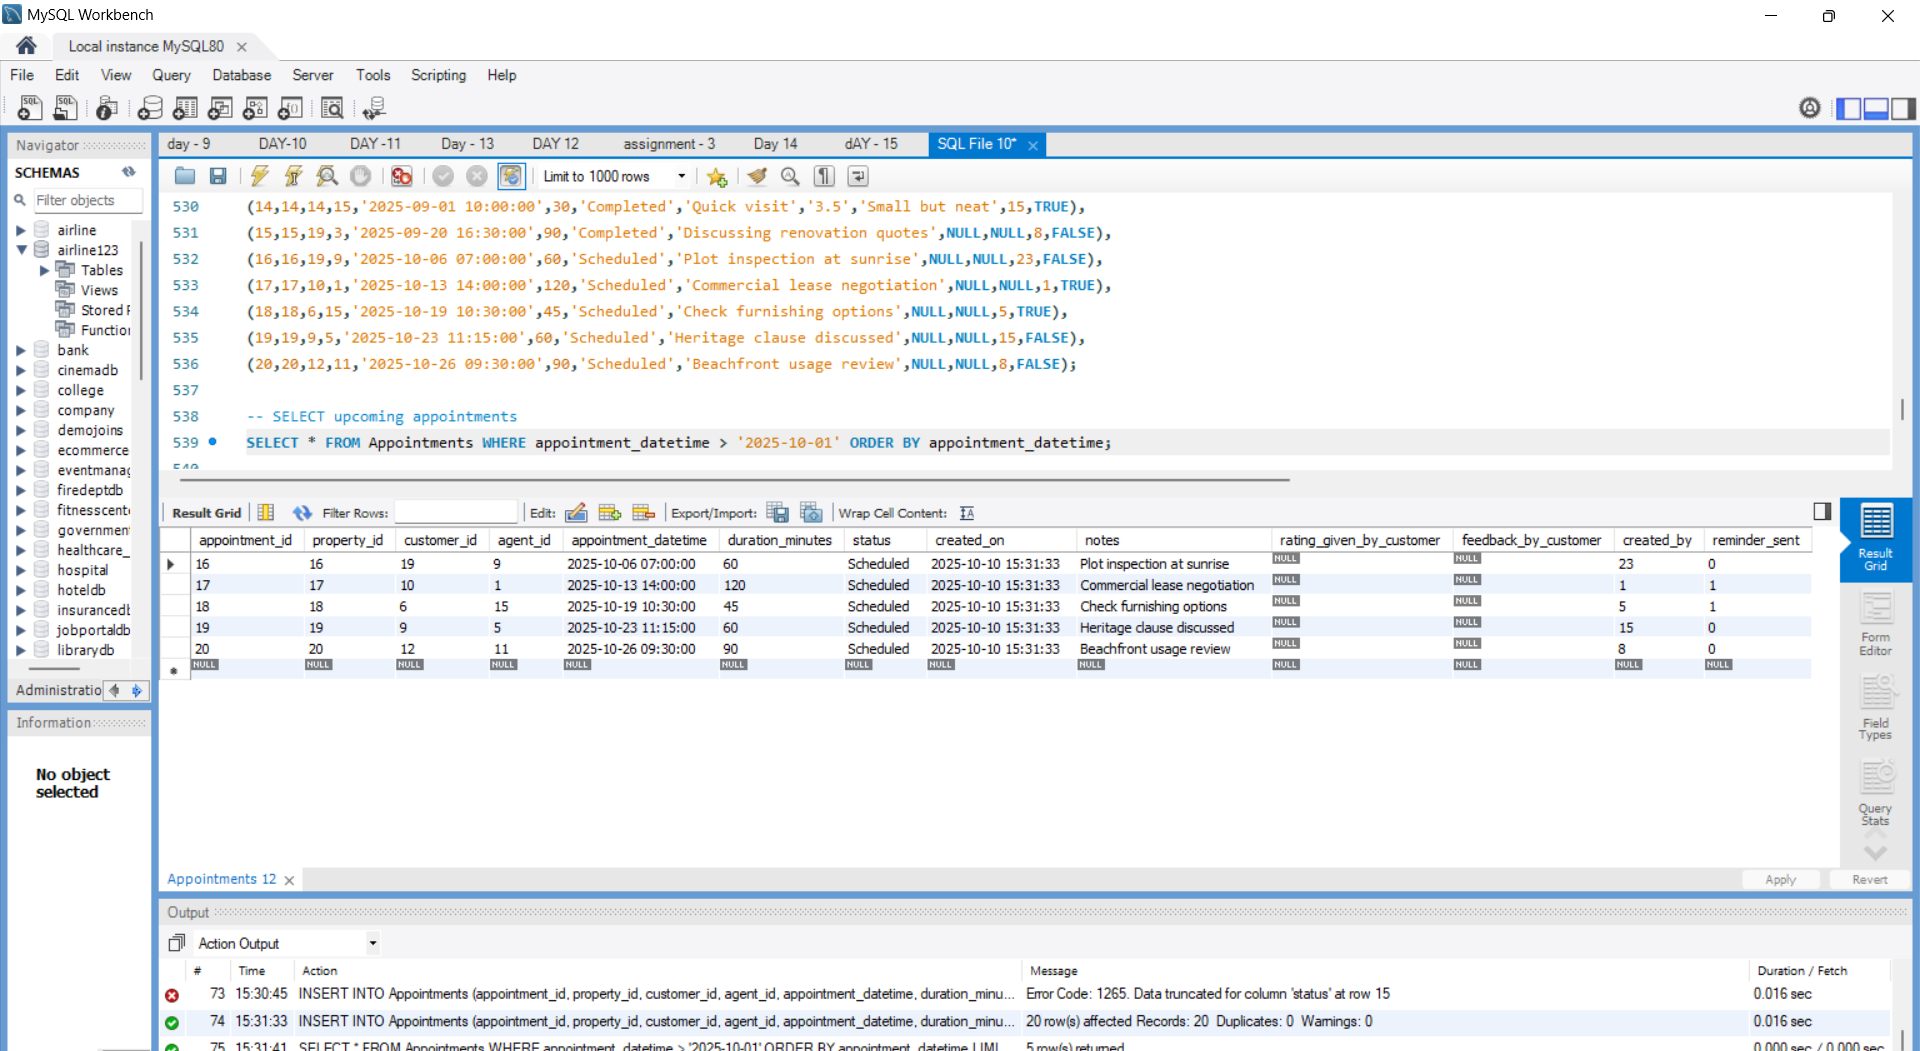 MySQL Workbench
Local instance MySQL80
File Edit View Query Database Server Tools Scripting Help
Navigator
day - 9 DAY-10 DAY -11 Day - 13 DAY 12 assignment - 3 Day 14 dAY - 15 SQL File 10*
SCHEMAS
Filter objects
airline
airline123
Tables
Views
Stored P
Function
bank
cinemadb
college
company
demojoins
ecommerce
eventmanag
firedeptdb
fitnesscent
government
healthcare_
hospital
hoteldb
insurancedb
jobportaldb
librarydb
Administratio
Information
No object
selected
Limit to 1000 rows
530 (14,14,14,15,'2025-09-01 10:00:00',30,'Completed','Quick visit','3.5','Small but neat',15,TRUE),
531 (15,15,19,3,'2025-09-20 16:30:00',90,'Completed','Discussing renovation quotes',NULL,NULL,8,FALSE),
532 (16,16,19,9,'2025-10-06 07:00:00',60,'Scheduled','Plot inspection at sunrise',NULL,NULL,23,FALSE),
533 (17,17,10,1,'2025-10-13 14:00:00',120,'Scheduled','Commercial lease negotiation',NULL,NULL,1,TRUE),
534 (18,18,6,15,'2025-10-19 10:30:00',45,'Scheduled','Check furnishing options',NULL,NULL,5,TRUE),
535 (19,19,9,5,'2025-10-23 11:15:00',60,'Scheduled','Heritage clause discussed',NULL,NULL,15,FALSE),
536 (20,20,12,11,'2025-10-26 09:30:00',90,'Scheduled','Beachfront usage review',NULL,NULL,8,FALSE);
537
538 -- SELECT upcoming appointments
539 SELECT * FROM Appointments WHERE appointment_datetime > '2025-10-01' ORDER BY appointment_datetime;
540
Result Grid Filter Rows: Edit: Export/Import: Wrap Cell Content:
appointment_id property_id customer_id agent_id appointment_datetime duration_minutes status created_on notes rating_given_by_customer feedback_by_customer created_by reminder_sent
16 16 19 9 2025-10-06 07:00:00 60 Scheduled 2025-10-10 15:31:33 Plot inspection at sunrise NULL NULL 23 0
17 17 10 1 2025-10-13 14:00:00 120 Scheduled 2025-10-10 15:31:33 Commercial lease negotiation NULL NULL 1 1
18 18 6 15 2025-10-19 10:30:00 45 Scheduled 2025-10-10 15:31:33 Check furnishing options NULL NULL 5 1
19 19 9 5 2025-10-23 11:15:00 60 Scheduled 2025-10-10 15:31:33 Heritage clause discussed NULL NULL 15 0
20 20 12 11 2025-10-26 09:30:00 90 Scheduled 2025-10-10 15:31:33 Beachfront usage review NULL NULL 8 0
NULL NULL NULL NULL NULL NULL NULL NULL NULL NULL NULL NULL NULL
Result
Grid
Form
Editor
Field
Types
Query
Stats
Appointments 12
Apply Revert
Output
Action Output
# Time Action Message Duration / Fetch
73 15:30:45 INSERT INTO Appointments (appointment_id, property_id, customer_id, agent_id, appointment_datetime, duration_minu... Error Code: 1265. Data truncated for column 'status' at row 15 0.016 sec
74 15:31:33 INSERT INTO Appointments (appointment_id, property_id, customer_id, agent_id, appointment_datetime, duration_minu... 20 row(s) affected Records: 20 Duplicates: 0 Warnings: 0 0.016 sec
75 15:31:41 SELECT * FROM Appointments WHERE appointment_datetime > '2025-10-01' ORDER BY appointment_datetime LIMI... 5 row(s) returned 0.000 sec / 0.000 sec